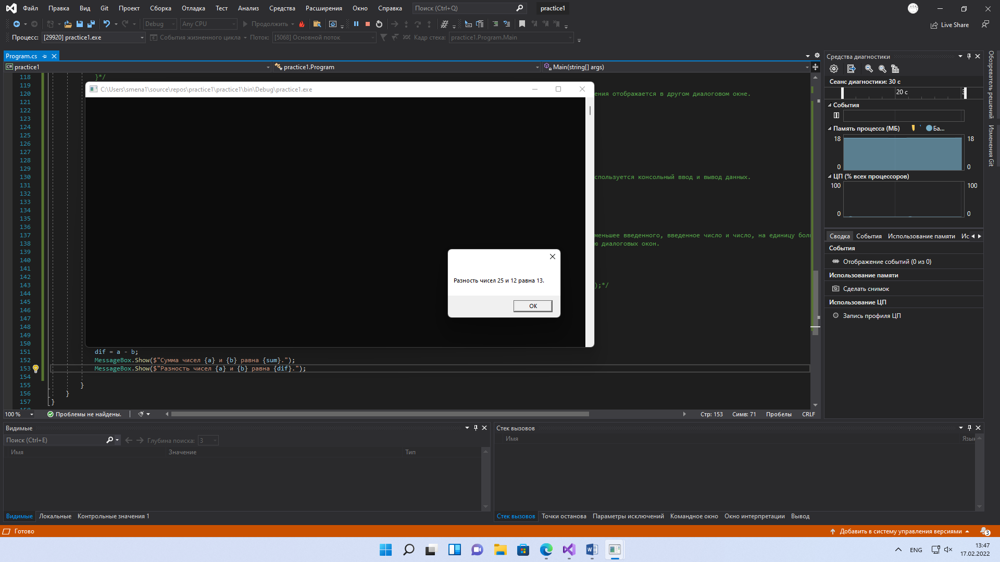 Файл Правка Вид Git Проект Сборка Отладка Тест Анализ Средства Расширения Окно Справка Поиск (Ctrl+Q) practice1
Debug Any CPU Продолжить Live Share
Процесс: [29920] practice1.exe События жизненного цикла Поток: [5068] Основной поток Кадр стека: practice1.Program.Main
Program.cs
C# practice1 practice1.Program Main(string[] args)
118 }*/
119
C:\Users\smena1\source\repos\practice1\practice1\bin\Debug\practice1.exe
120 ения отображается в другом диалоговом окне.
121
122
123
124
125
126
127
128
129
130 спользуется консольный ввод и вывод данных.
131
132
133
134
135
136
137 меньшее введенного, введенное число и число, на единицу бол
138 ю диалоговых окон.
139
140
141
142
Разность чисел 25 и 12 равна 13.
143 );*/
144
145
OK
146
147
148
149
150
151 dif = a - b;
152 MessageBox.Show($"Сумма чисел {a} и {b} равна {sum}.");
153 MessageBox.Show($"Разность чисел {a} и {b} равна {dif}.");
154
155 }
156 }
157 }
100 % Проблемы не найдены. Стр: 153 Симв: 71 Пробелы CRLF
Средства диагностики
Сеанс диагностики: 30 с
20 с
События
Память процесса (МБ) Ба...
18 18
0 0
ЦП (% всех процессоров)
100 100
0 0
Сводка События Использование памяти Ис
События
Отображение событий (0 из 0)
Использование памяти
Сделать снимок
Использование ЦП
Запись профиля ЦП
Обозреватель решений
Изменения Git
Видимые
Поиск (Ctrl+E) Глубина поиска: 3
Имя Значение Тип
Видимые Локальные Контрольные значения 1
Стек вызовов
Имя Язык
Стек вызовов Точки останова Параметры исключений Командное окно Окно интерпретации Вывод
Готово Добавить в систему управления версиями 3
ENG 13:47
17.02.2022